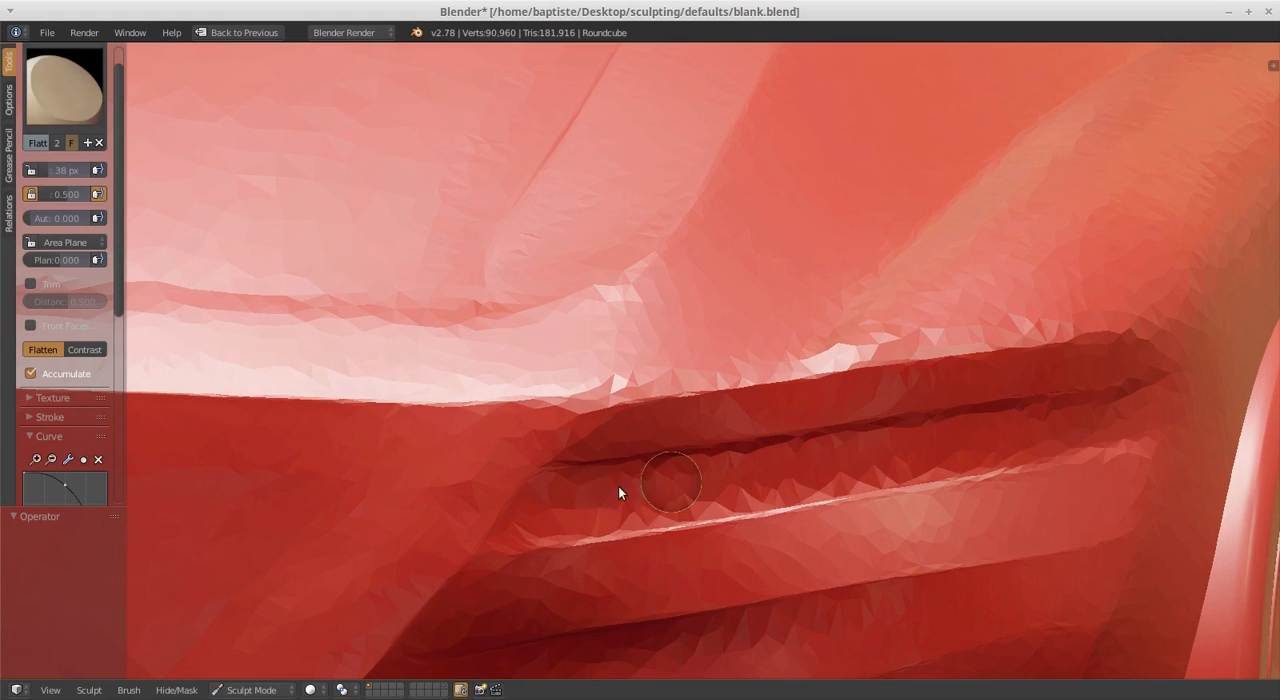 Blender* [/home/baptiste/Desktop/sculpting/defaults/blank.blend]
File Render Window Help Back to Previous Blender Render v2.78 | Verts:90,960 | Tris:181,916 | Roundcube
Tools
Options
Grease Pencil
Relations
Flatt 2 F
: 38 px
: 0.500
Aut: 0.000
Area Plane
Plan:0.000
Trim
Distanc: 0.500
Front Faces...
Flatten Contrast
Accumulate
Texture
Stroke
Curve
Operator
View Sculpt Brush Hide/Mask Sculpt Mode